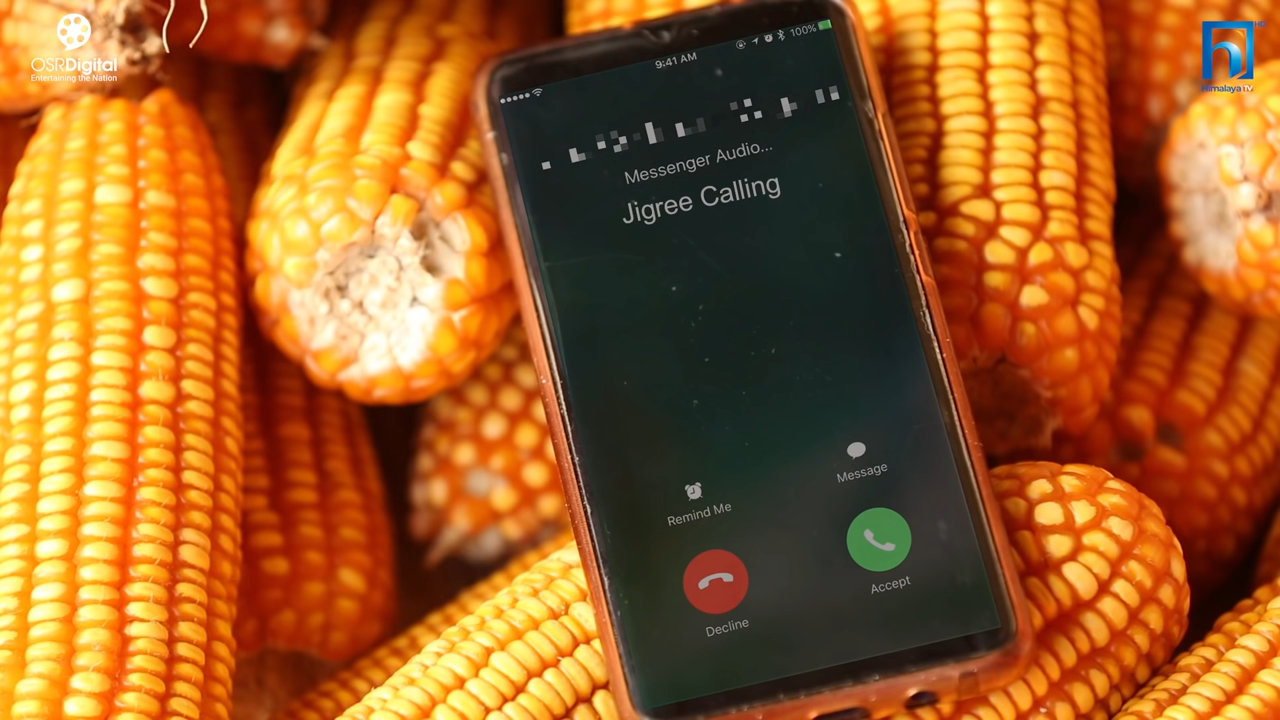 OSRDigital
Entertaining the Nation
HD
Himalaya TV
9:41 AM
100%
Messenger Audio...
Jigree Calling
Remind Me
Message
Decline
Accept